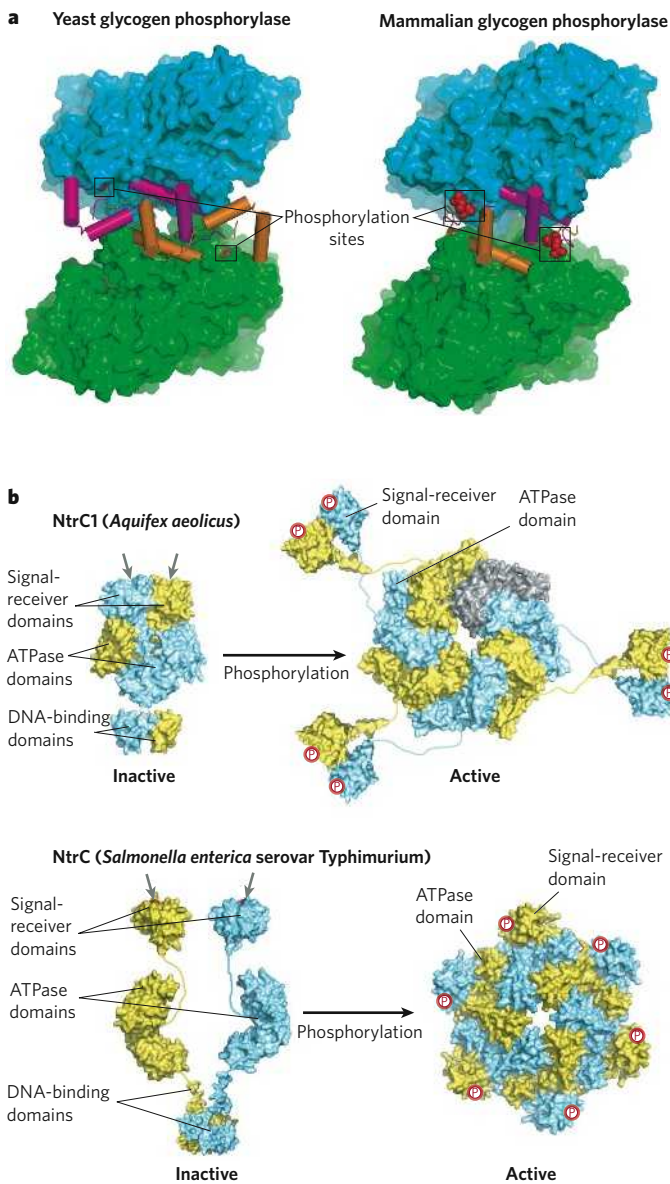 a
Yeast glycogen phosphorylase
Mammalian glycogen phosphorylase
Phosphorylation
sites
b
NtrC1 (Aquifex aeolicus)
Signal-receiver
domain
ATPase
domain
P
P
Signal-
receiver
domains
ATPase
domains
Phosphorylation
P
P
DNA-binding
domains
P
P
Inactive
Active
NtrC (Salmonella enterica serovar Typhimurium)
Signal-receiver
domain
ATPase
domain
Signal-
receiver
domains
P
P
ATPase
domains
P
P
Phosphorylation
DNA-binding
domains
P
P
Inactive
Active